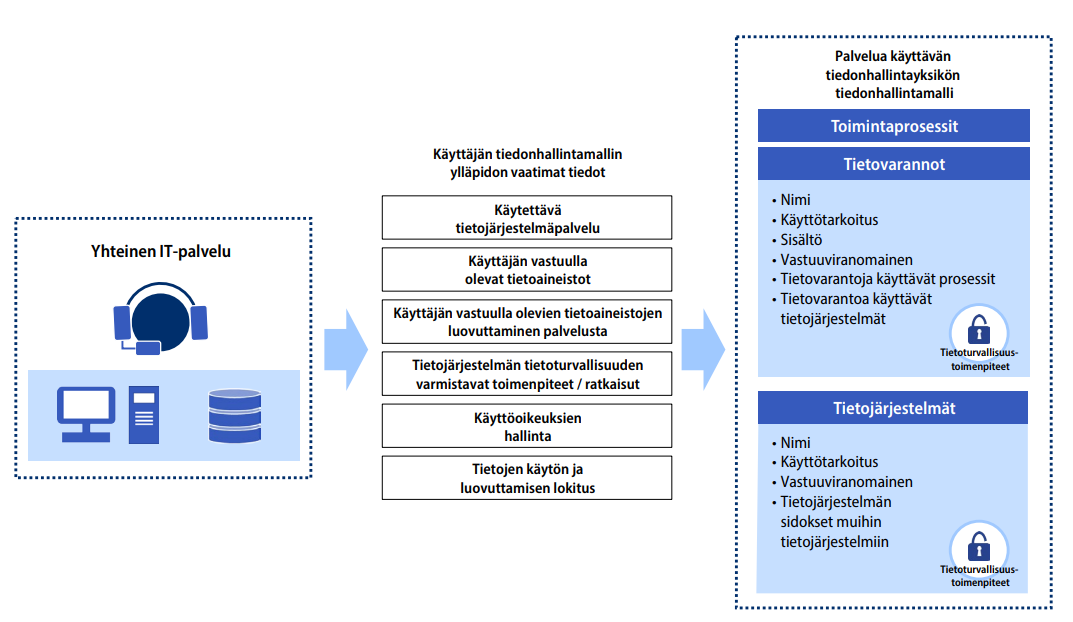 Yhteinen IT-palvelu
Käyttäjän tiedonhallintamallin
ylläpidon vaatimat tiedot
Käytettävä
tietojärjestelmäpalvelu
Käyttäjän vastuulla
olevat tietoaineistot
Käyttäjän vastuulla olevien tietoaineistojen
luovuttaminen palvelusta
Tietojärjestelmän tietoturvallisuuden
varmistavat toimenpiteet / ratkaisut
Käyttöoikeuksien
hallinta
Tietojen käytön ja
luovuttamisen lokitus
Palvelua käyttävän
tiedonhallintayksikön
tiedonhallintamalli
Toimintaprosessit
Tietovarannot
• Nimi
• Käyttötarkoitus
• Sisältö
• Vastuuviranomainen
• Tietovarantoja käyttävät prosessit
• Tietovarantoa käyttävät
tietojärjestelmät
Tietoturvallisuus-
toimenpiteet
Tietojärjestelmät
• Nimi
• Käyttötarkoitus
• Vastuuviranomainen
• Tietojärjestelmän
sidokset muihin
tietojärjestelmiin
Tietoturvallisuus-
toimenpiteet